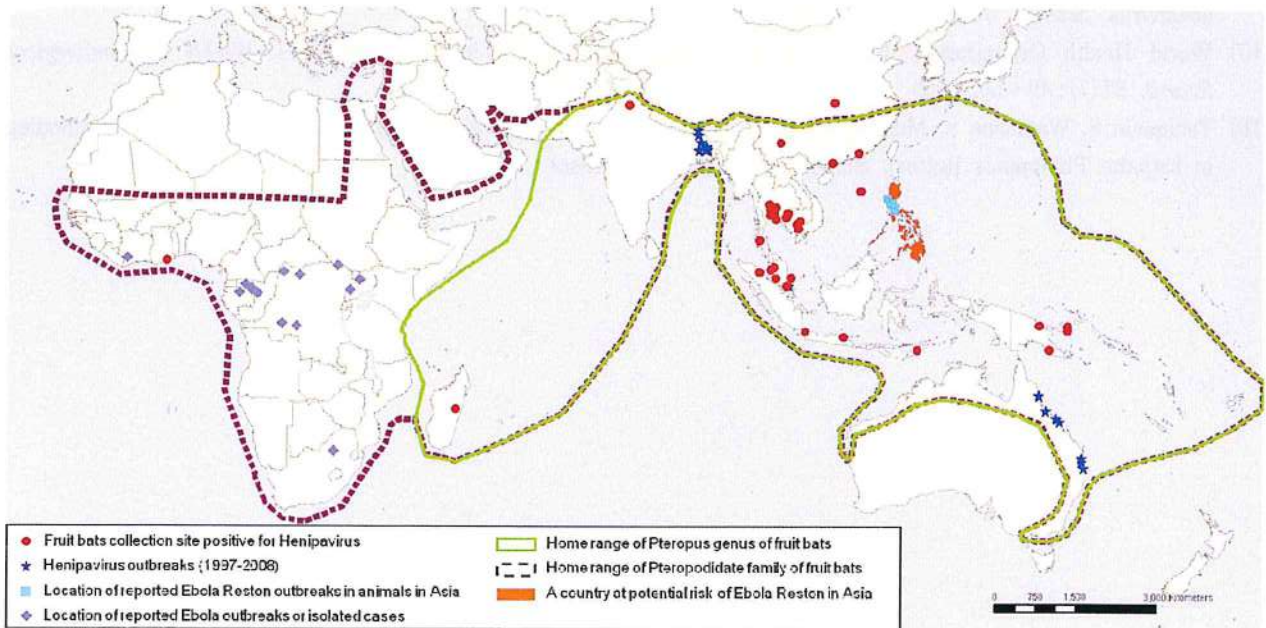 Fruit bats collection site positive for Henipavirus
Henipavirus outbreaks (1997-2008)
Location of reported Ebola Reston outbreaks in animals in Asia
Location of reported Ebola outbreaks or isolated cases
Home range of Pteropus genus of fruit bats
Home range of Pteropodidate family of fruit bats
A country at potential risk of Ebola Reston in Asia
0 750 1,500 3,000 Kilometers